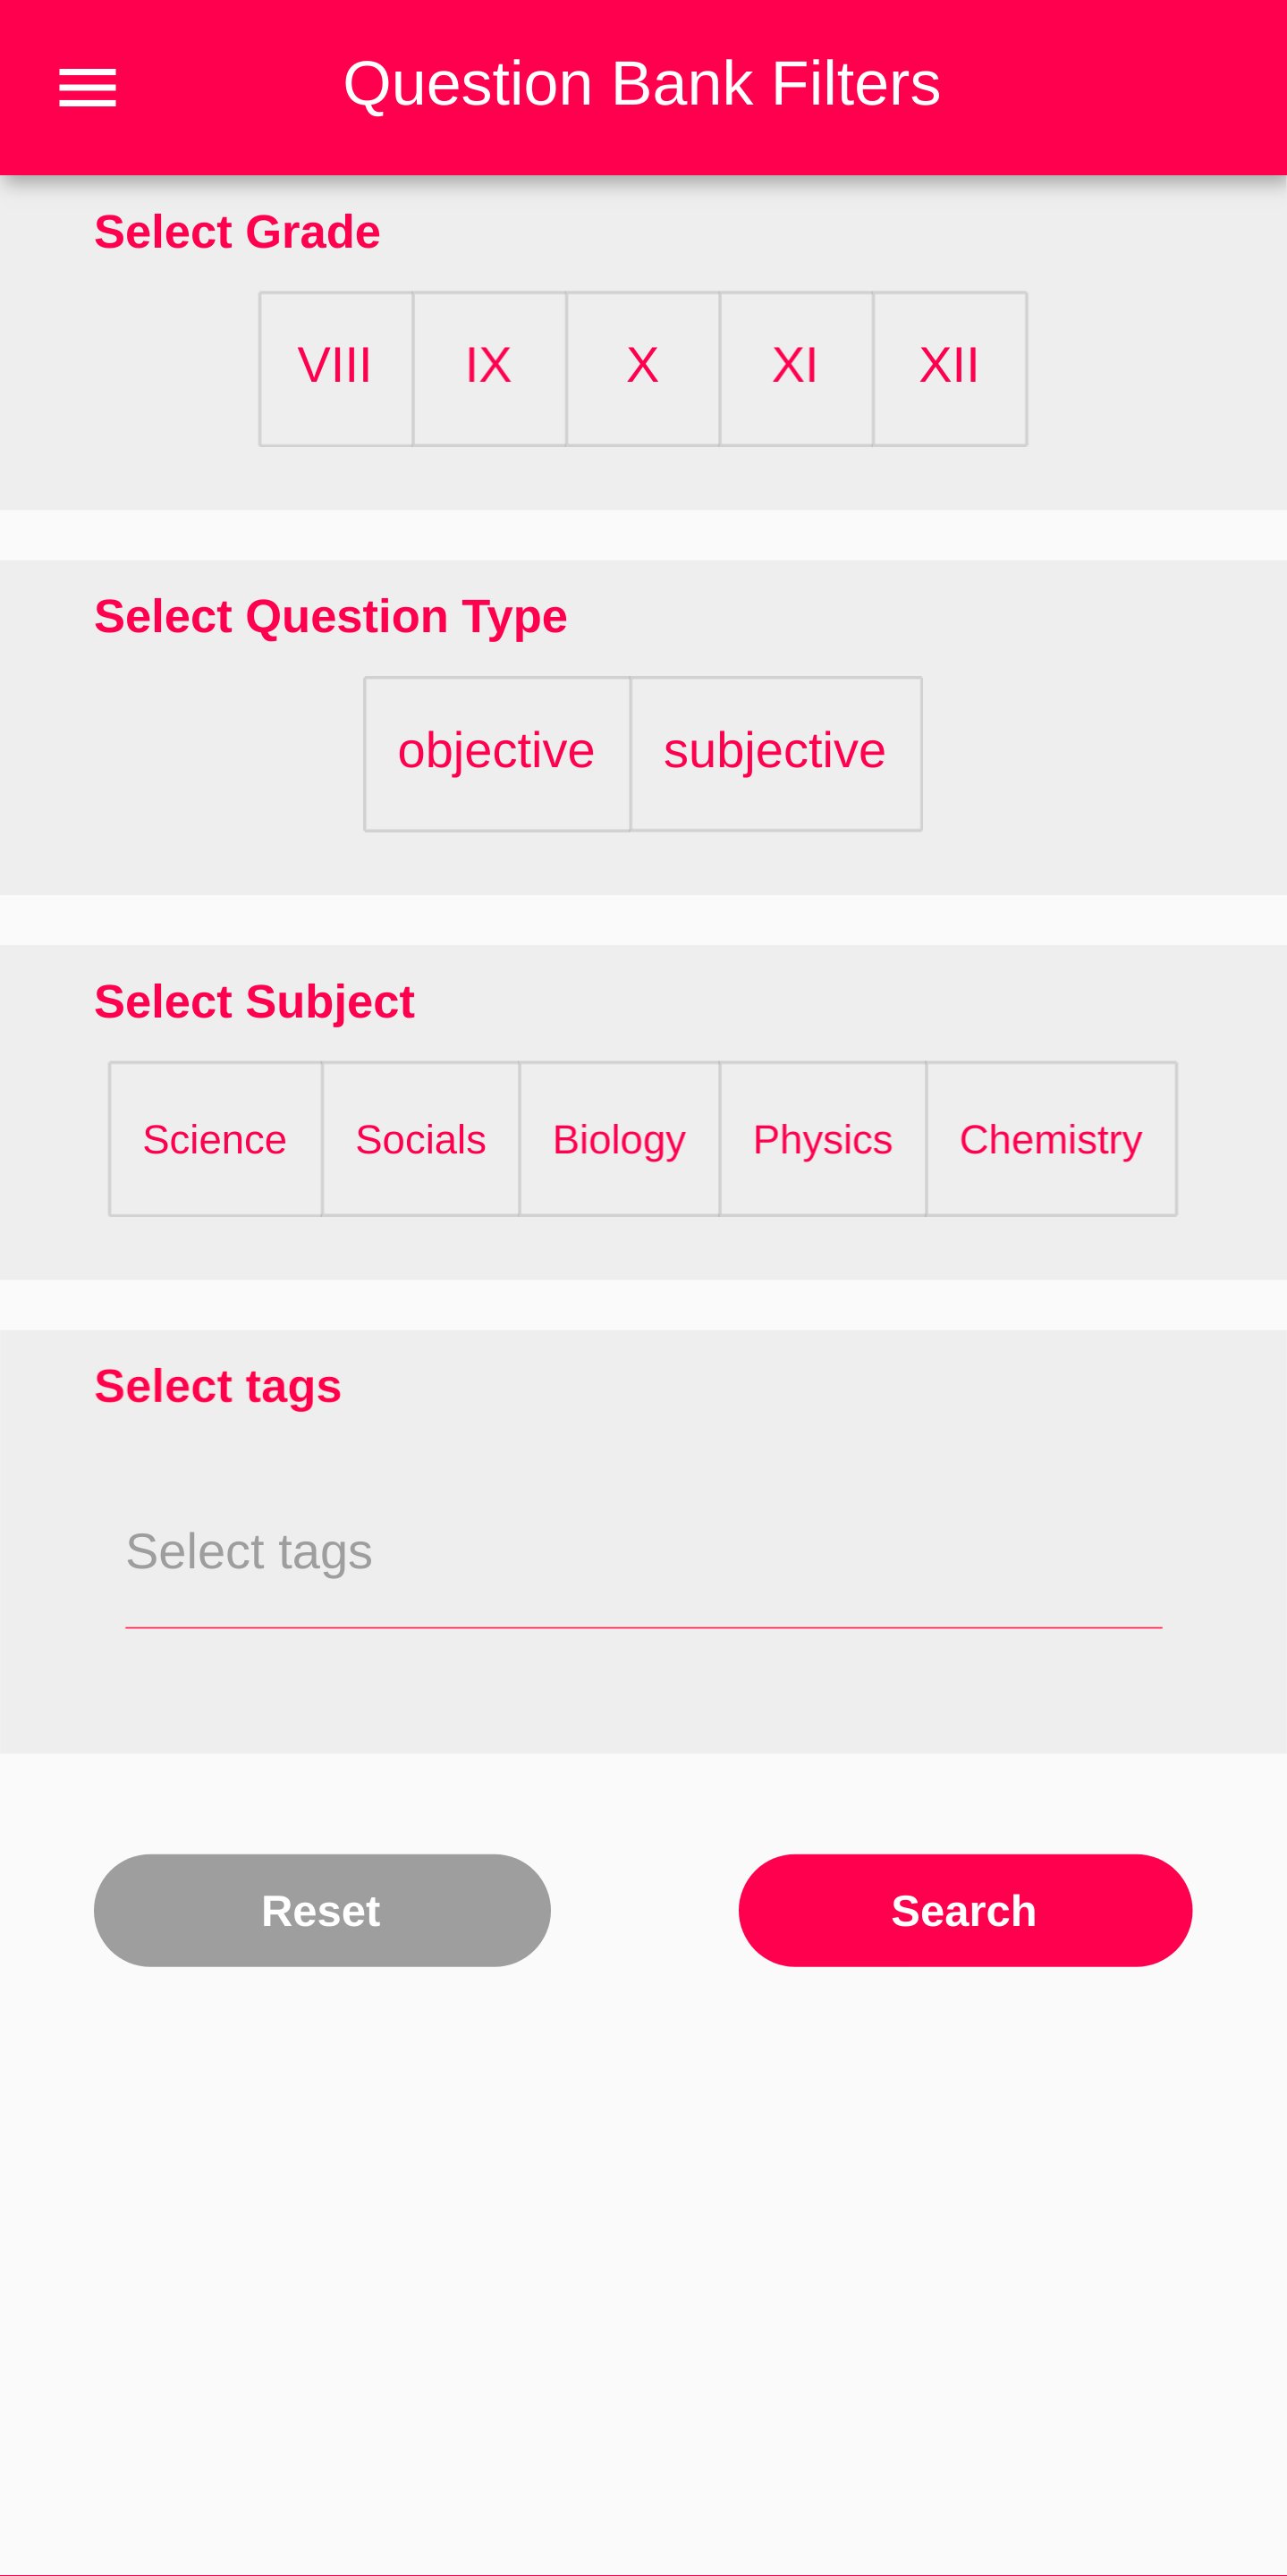 Question Bank Filters
Select Grade
VIII IX X XI XII
Select Question Type
objective subjective
Select Subject
Science Socials Biology Physics Chemistry
Select tags
Select tags
Reset Search